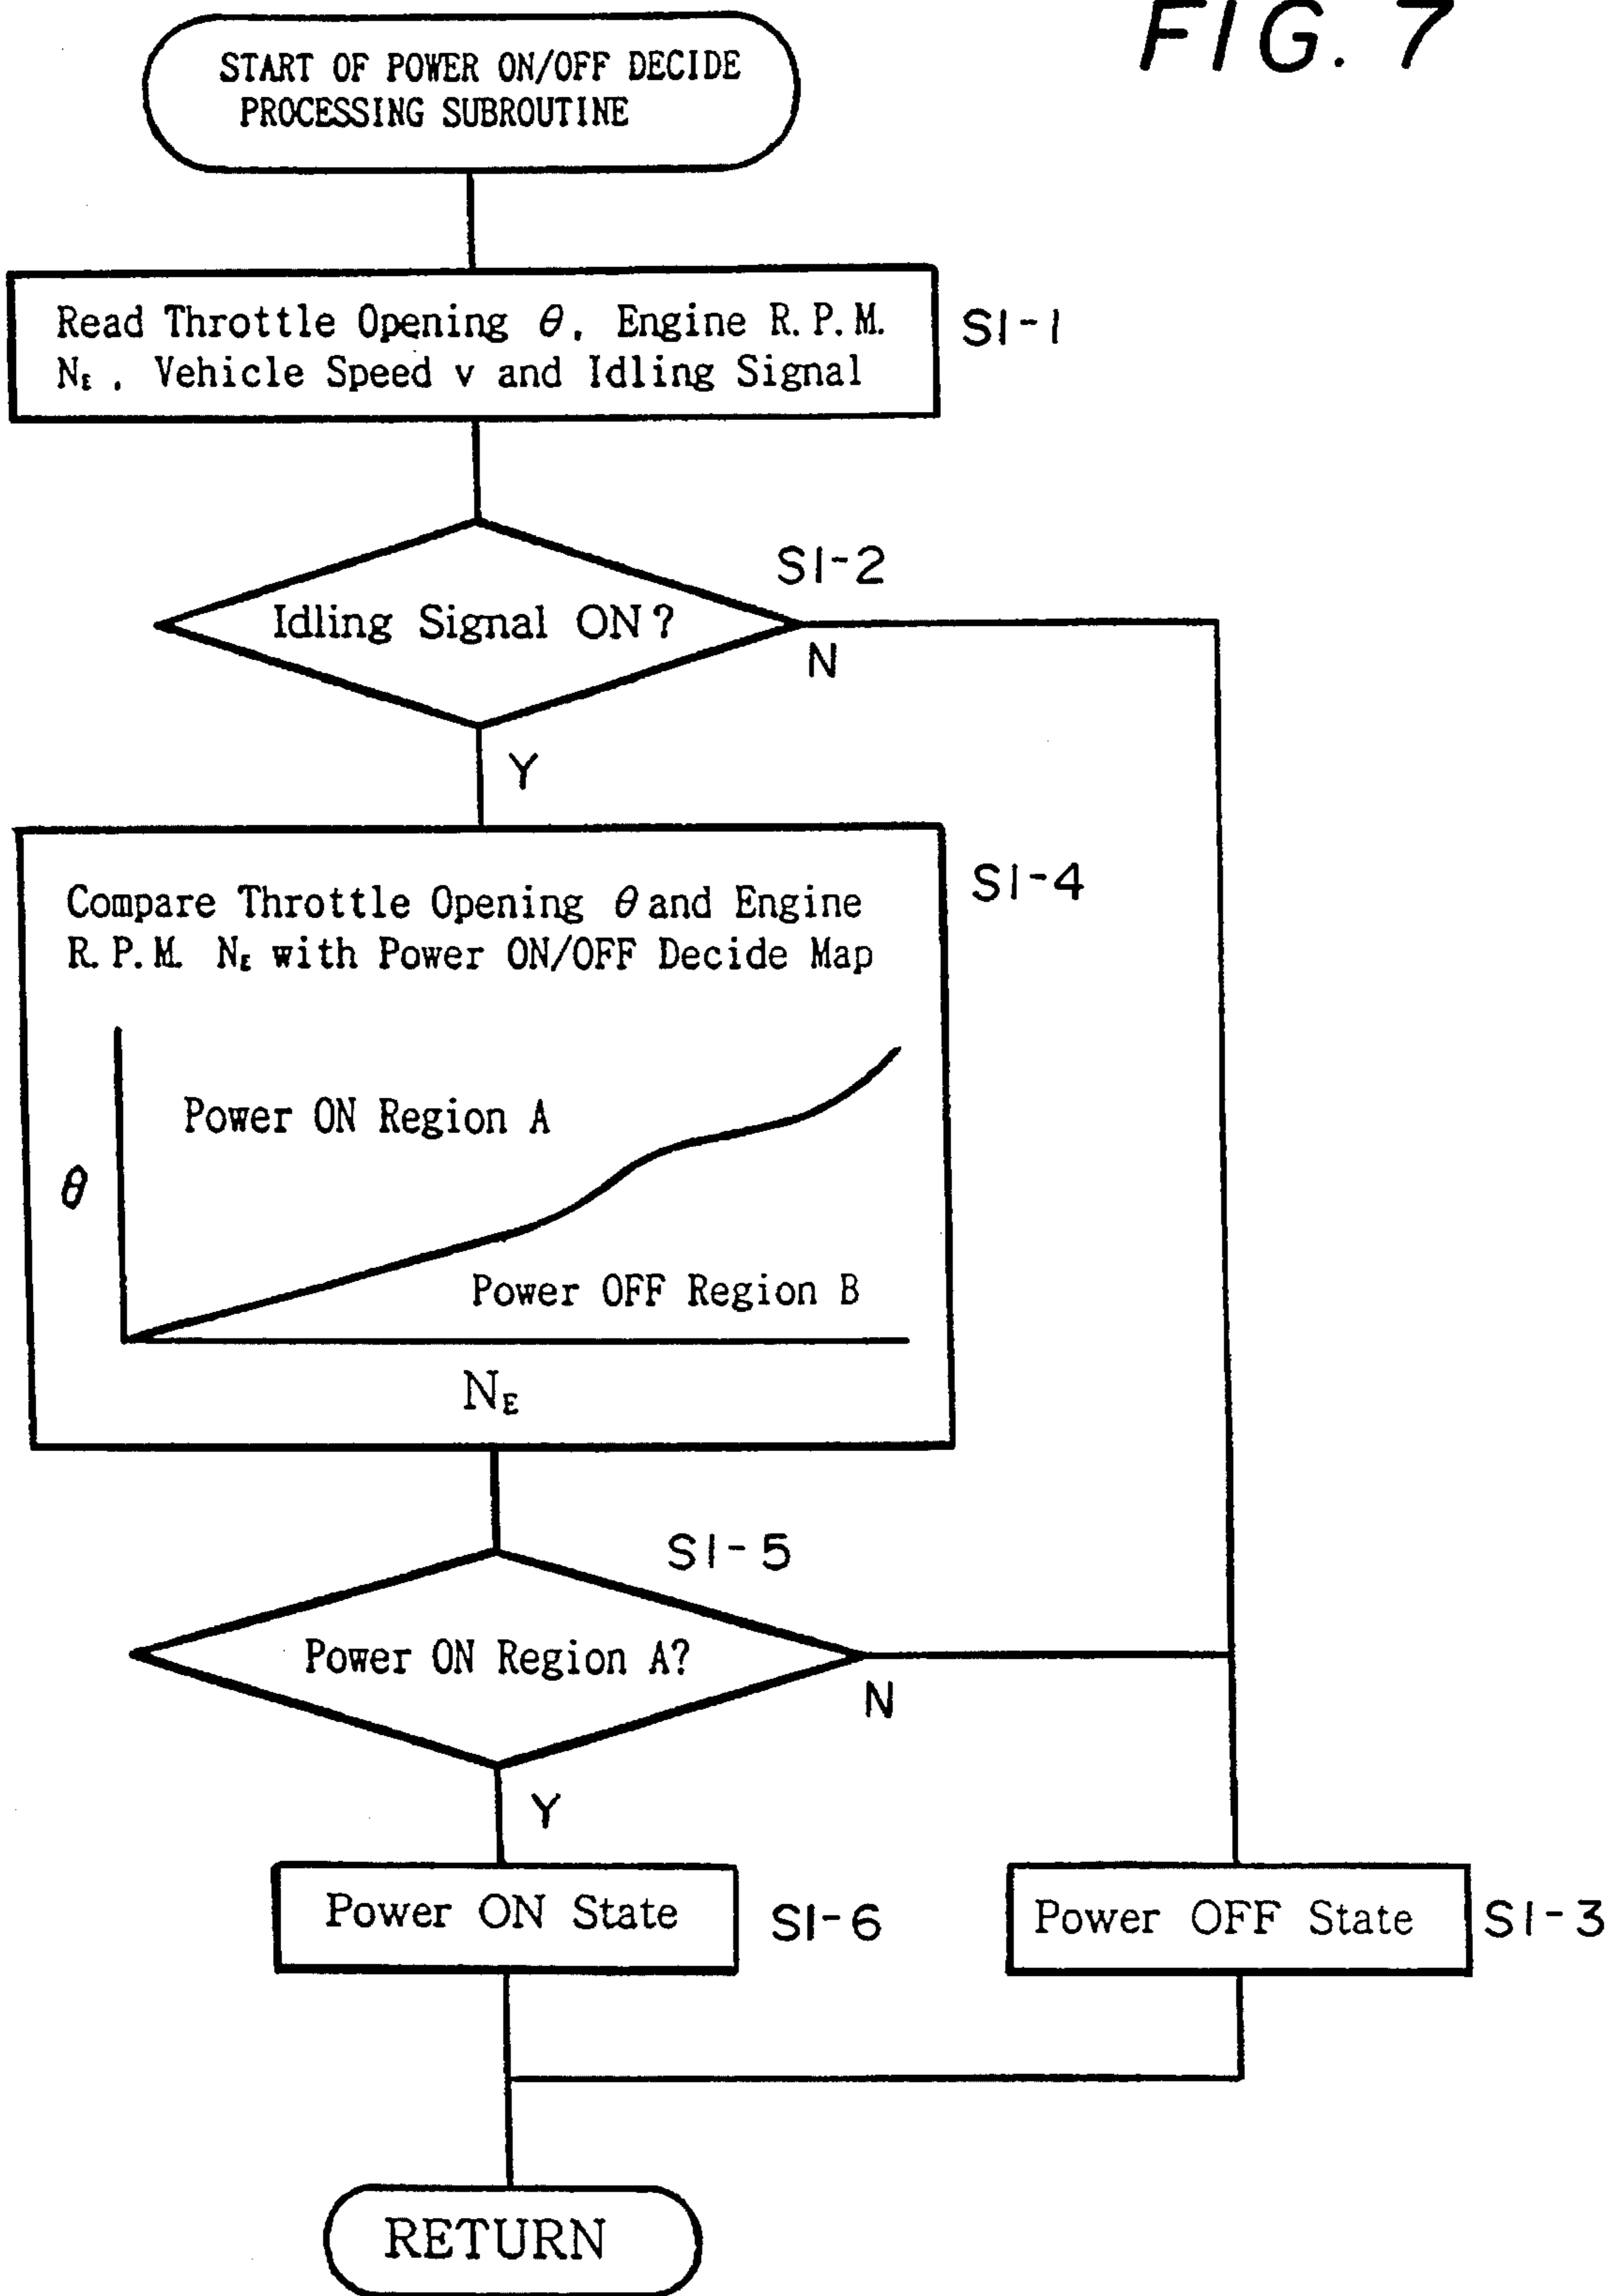 FIG. 7
START OF POWER ON/OFF DECIDE
PROCESSING SUBROUTINE
Read Throttle Opening θ, Engine R.P.M.
N_E, Vehicle Speed v and Idling Signal
S1-1
S1-2
Idling Signal ON?
N
Y
S1-4
Compare Throttle Opening θ and Engine
R.P.M. N_E with Power ON/OFF Decide Map
Power ON Region A
θ
Power OFF Region B
N_E
S1-5
Power ON Region A?
N
Y
Power ON State
S1-6
Power OFF State
S1-3
RETURN